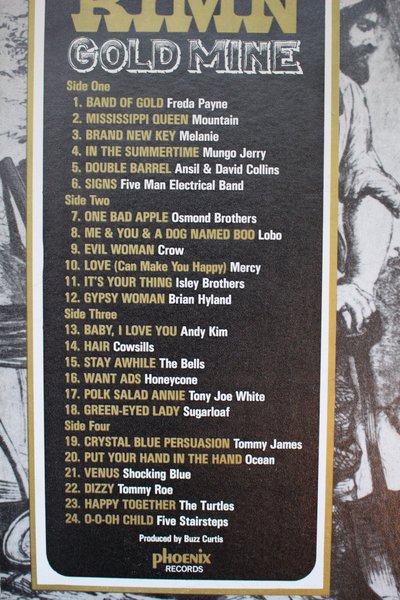 KIMN
GOLD MINE
Side One
1. BAND OF GOLD Freda Payne
2. MISSISSIPPI QUEEN Mountain
3. BRAND NEW KEY Melanie
4. IN THE SUMMERTIME Mungo Jerry
5. DOUBLE BARREL Ansil & David Collins
6. SIGNS Five Man Electrical Band
Side Two
7. ONE BAD APPLE Osmond Brothers
8. ME & YOU & A DOG NAMED BOO Lobo
9. EVIL WOMAN Crow
10. LOVE (Can Make You Happy) Mercy
11. IT'S YOUR THING Isley Brothers
12. GYPSY WOMAN Brian Hyland
Side Three
13. BABY, I LOVE YOU Andy Kim
14. HAIR Cowsills
15. STAY AWHILE The Bells
16. WANT ADS Honeycone
17. POLK SALAD ANNIE Tony Joe White
18. GREEN-EYED LADY Sugarloaf
Side Four
19. CRYSTAL BLUE PERSUASION Tommy James
20. PUT YOUR HAND IN THE HAND Ocean
21. VENUS Shocking Blue
22. DIZZY Tommy Roe
23. HAPPY TOGETHER The Turtles
24. O-O-OH CHILD Five Stairsteps
Produced by Buzz Curtis
phoenix
RECORDS